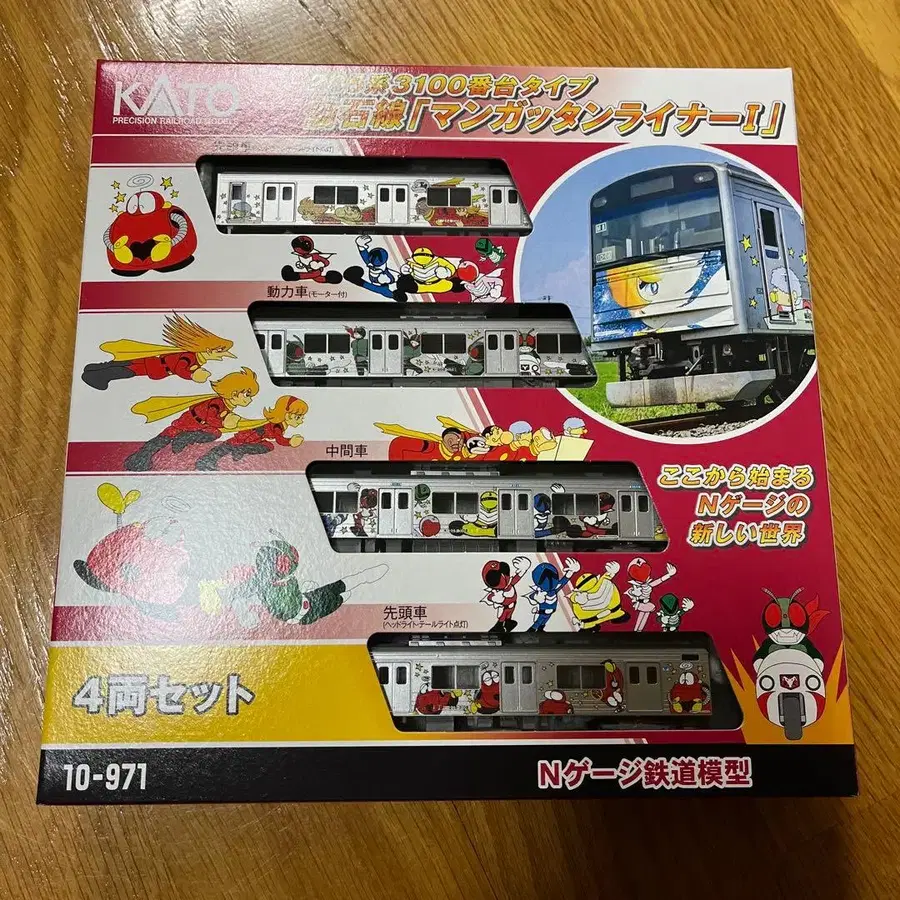 KATO
PRECISION RAILROAD MODELS
系3100番台タイプ
石線「マンガッタンライナーI」
動力車(モーター付)
中間車
ここから始まる
Nゲージの
新しい世界
先頭車
(ヘッドライト・テールライト点灯)
4両セット
10-971
Nゲージ鉄道模型